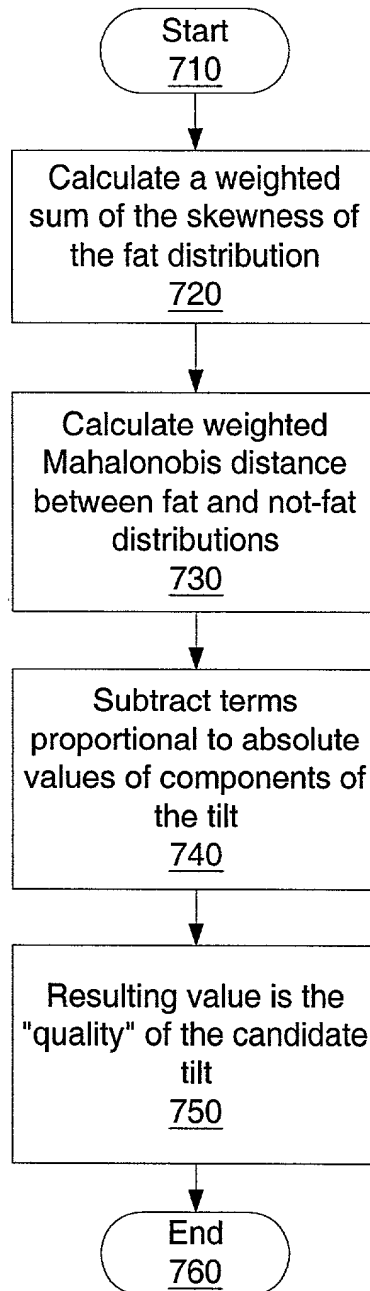 Start
710
Calculate a weighted
sum of the skewness of
the fat distribution
720
Calculate weighted
Mahalonobis distance
between fat and not-fat
distributions
730
Subtract terms
proportional to absolute
values of components of
the tilt
740
Resulting value is the
"quality" of the candidate
tilt
750
End
760